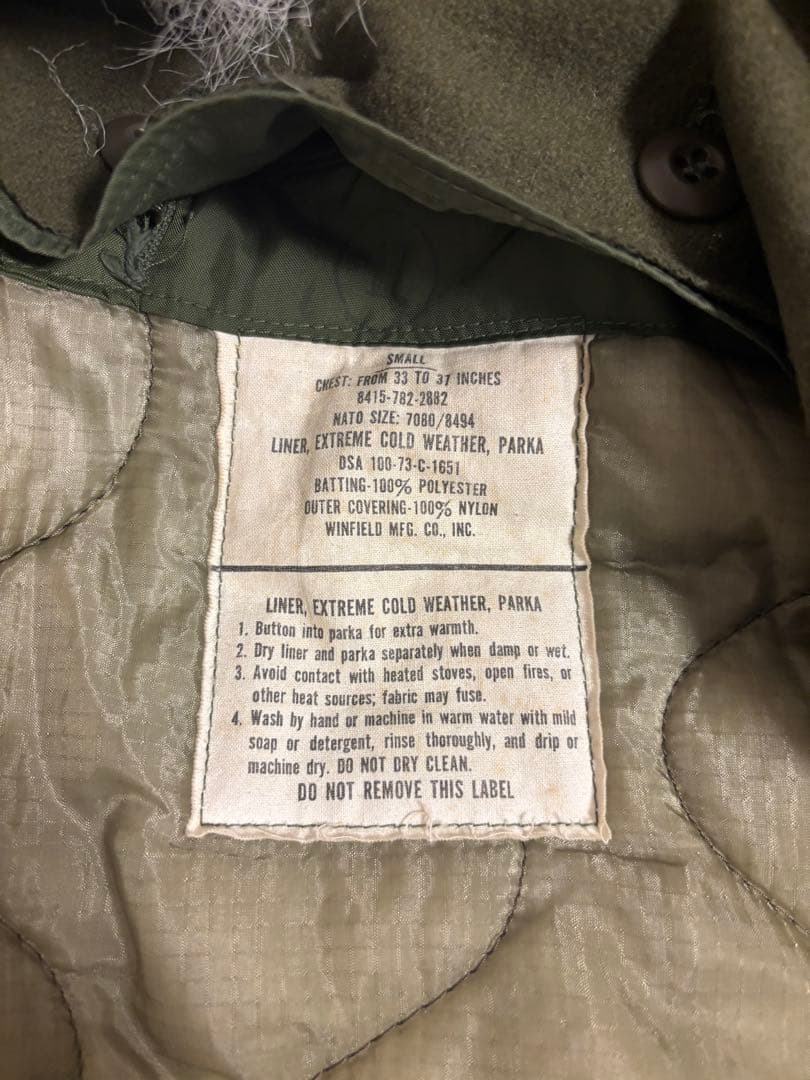 SMALL
CHEST: FROM 33 TO 37 INCHES
8415-782-2882
NATO SIZE: 7080/8494
LINER, EXTREME COLD WEATHER, PARKA
DSA 100-73-C-1651
BATTING-100% POLYESTER
OUTER COVERING-100% NYLON
WINFIELD MFG. CO., INC.
LINER, EXTREME COLD WEATHER, PARKA
1. Button into parka for extra warmth.
2. Dry liner and parka separately when damp or wet.
3. Avoid contact with heated stoves, open fires, or
other heat sources; fabric may fuse.
4. Wash by hand or machine in warm water with mild
soap or detergent, rinse thoroughly, and drip or
machine dry. DO NOT DRY CLEAN.
DO NOT REMOVE THIS LABEL